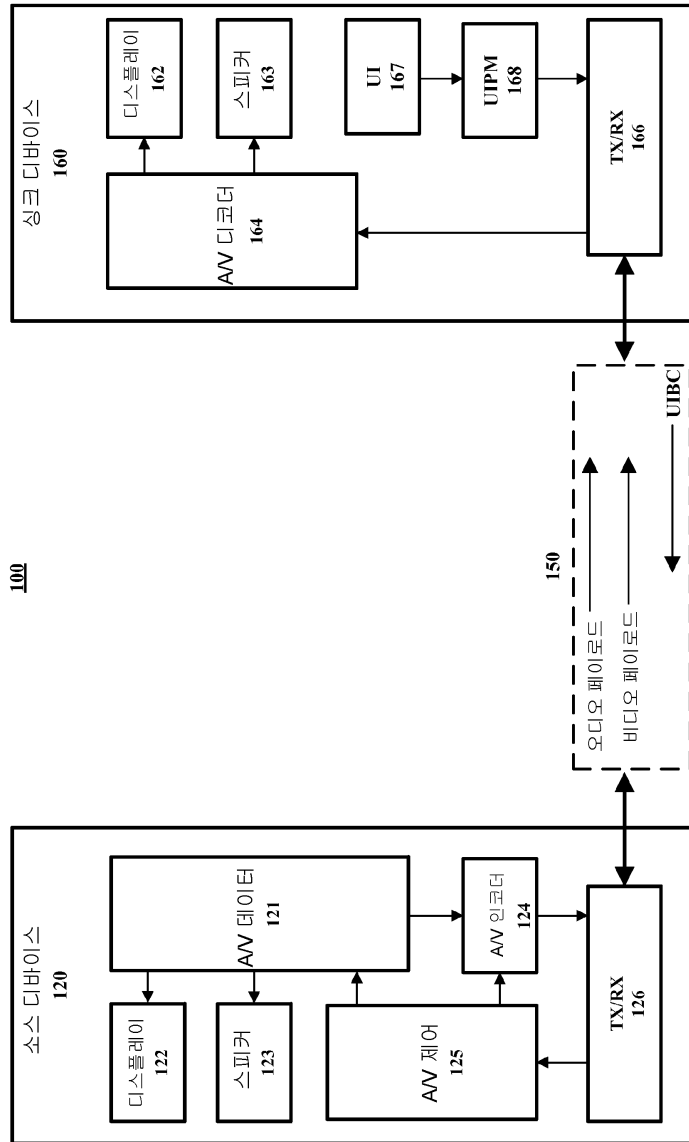 100
소스 디바이스
120
디스플레이
122
스피커
123
A/V 데이터
121
A/V 제어
125
A/V 인코더
124
TX/RX
126
150
오디오 페이로드
비디오 페이로드
UIBC
싱크 디바이스
160
디스플레이
162
스피커
163
A/V 디코더
164
UI
167
UIPM
168
TX/RX
166